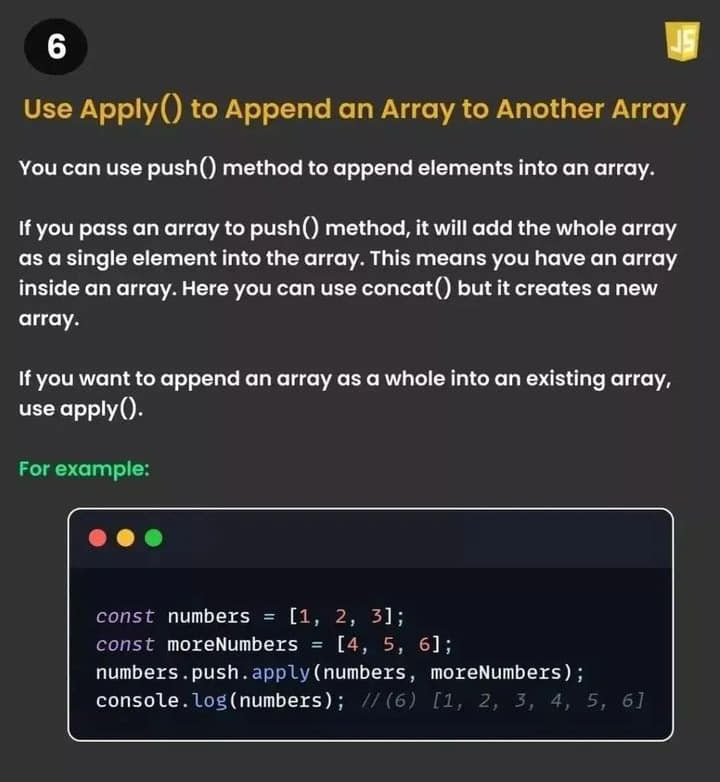 6
JS
Use Apply() to Append an Array to Another Array
You can use push() method to append elements into an array.
If you pass an array to push() method, it will add the whole array
as a single element into the array. This means you have an array
inside an array. Here you can use concat() but it creates a new
array.
If you want to append an array as a whole into an existing array,
use apply().
For example:
const numbers = [1, 2, 3];
const moreNumbers = [4, 5, 6];
numbers.push.apply(numbers, moreNumbers);
console.log(numbers); //(6) [1, 2, 3, 4, 5, 6]